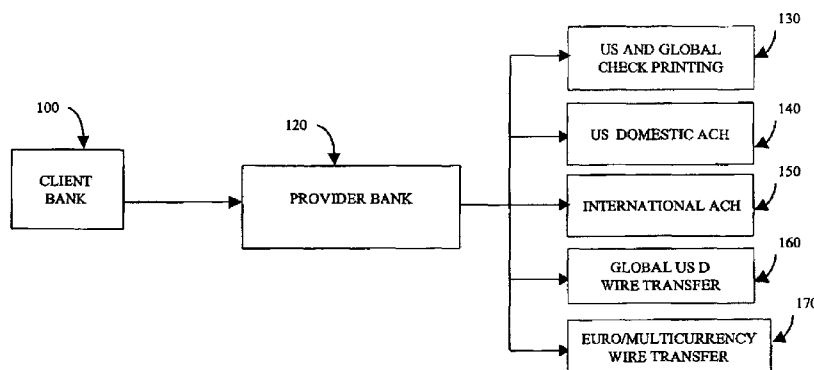 130
US AND GLOBAL
CHECK PRINTING
100
120
140
US DOMESTIC ACH
CLIENT
BANK
PROVIDER BANK
150
INTERNATIONAL ACH
160
GLOBAL US D
WIRE TRANSFER
170
EURO/MULTICURRENCY
WIRE TRANSFER